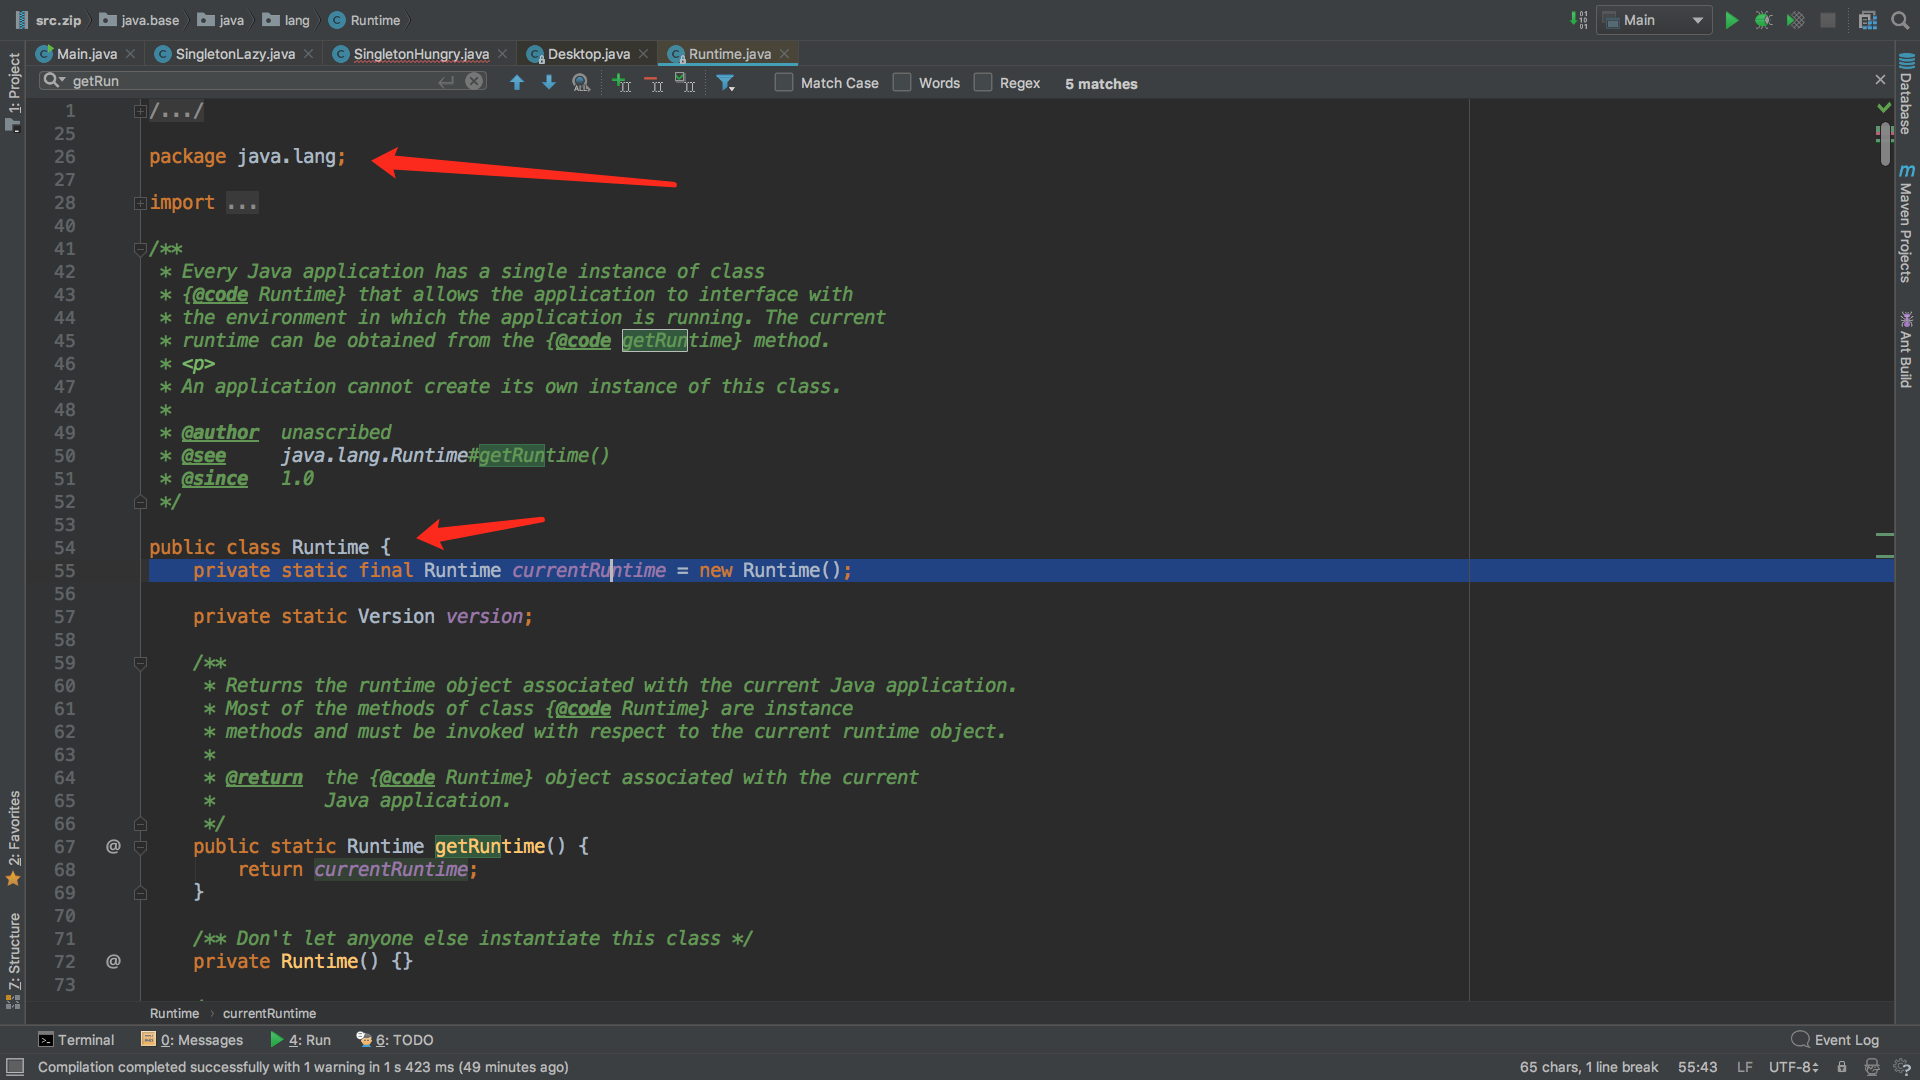 src.zip java.base java lang Runtime Main
Main.java SingletonLazy.java SingletonHungry.java Desktop.java Runtime.java
getRun Match Case Words Regex 5 matches
1 /.../
25
26 package java.lang;
27
28 import ...
40
41 /**
42 * Every Java application has a single instance of class
43 * {@code Runtime} that allows the application to interface with
44 * the environment in which the application is running. The current
45 * runtime can be obtained from the {@code getRuntime} method.
46 * <p>
47 * An application cannot create its own instance of this class.
48 *
49 * @author unascribed
50 * @see java.lang.Runtime#getRuntime()
51 * @since 1.0
52 */
53
54 public class Runtime {
55 private static final Runtime currentRuntime = new Runtime();
56
57 private static Version version;
58
59 /**
60 * Returns the runtime object associated with the current Java application.
61 * Most of the methods of class {@code Runtime} are instance
62 * methods and must be invoked with respect to the current runtime object.
63 *
64 * @return the {@code Runtime} object associated with the current
65 * Java application.
66 */
67 @ public static Runtime getRuntime() {
68 return currentRuntime;
69 }
70
71 /** Don't let anyone else instantiate this class */
72 @ private Runtime() {}
73
Runtime › currentRuntime
1: Project
2: Favorites
7: Structure
Database
Maven Projects
Ant Build
Terminal 0: Messages 4: Run 6: TODO Event Log
Compilation completed successfully with 1 warning in 1 s 423 ms (49 minutes ago) 65 chars, 1 line break 55:43 LF UTF-8